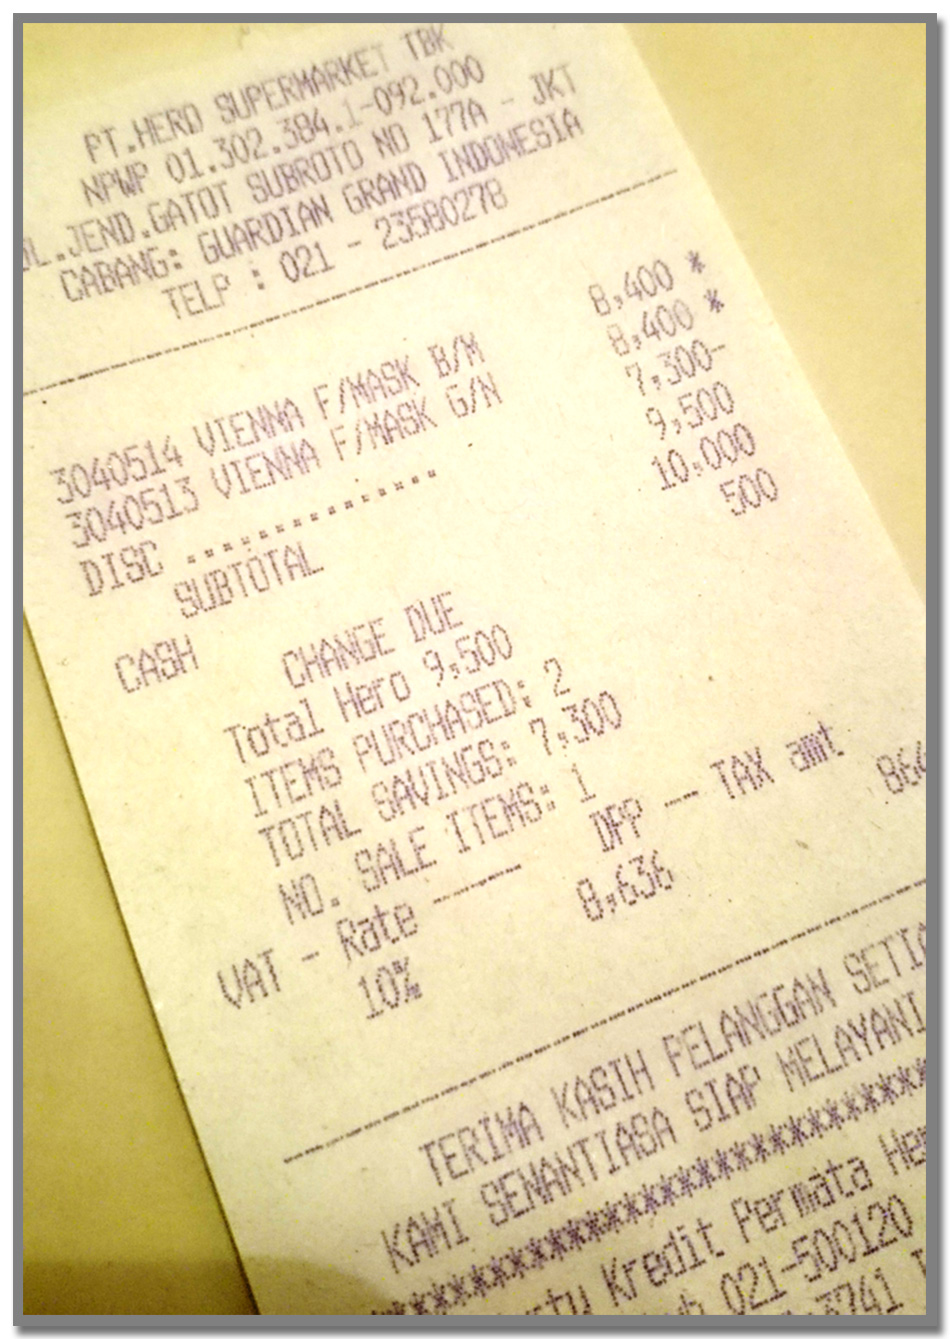 PT.HERO SUPERMARKET TBK
NPWP 01.302.384.1-092.000
JL.JEND.GATOT SUBROTO NO 177A - JKT
CABANG: GUARDIAN GRAND INDONESIA
TELP : 021 - 23580278
3040514 VIENNA F/MASK B/M 8,400 *
3040513 VIENNA F/MASK G/N 8,400 *
DISC .............. 7,300-
SUBTOTAL 9,500
CASH 10,000
CHANGE DUE 500
Total Hero 9,500
ITEMS PURCHASED: 2
TOTAL SAVINGS: 7,300
NO. SALE ITEMS: 1
VAT - Rate ------ DPP --- TAX amt
10% 8,636 864
TERIMA KASIH PELANGGAN SETIA
KAMI SENANTIASA SIAP MELAYANI
**********************************
Kredit Permata He
021-500120
3741